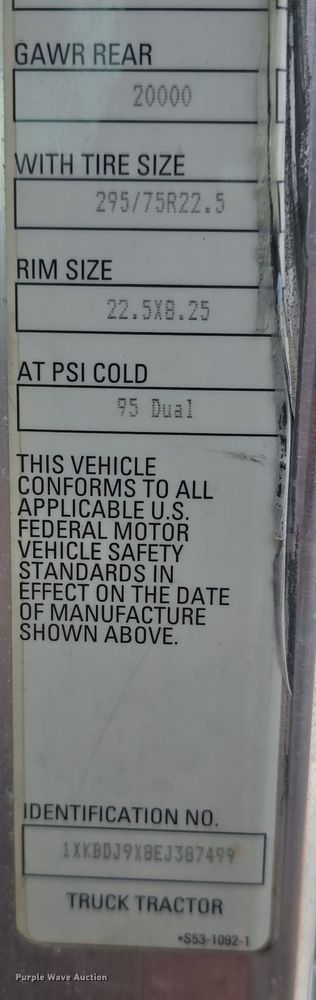 GAWR REAR
20000
WITH TIRE SIZE
295/75R22.5
RIM SIZE
22.5X8.25
AT PSI COLD
95 Dual
THIS VEHICLE
CONFORMS TO ALL
APPLICABLE U.S.
FEDERAL MOTOR
VEHICLE SAFETY
STANDARDS IN
EFFECT ON THE DATE
OF MANUFACTURE
SHOWN ABOVE.
IDENTIFICATION NO.
1XKBDJ9X8EJ387499
TRUCK TRACTOR
*S53-1092-1
Purple Wave Auction